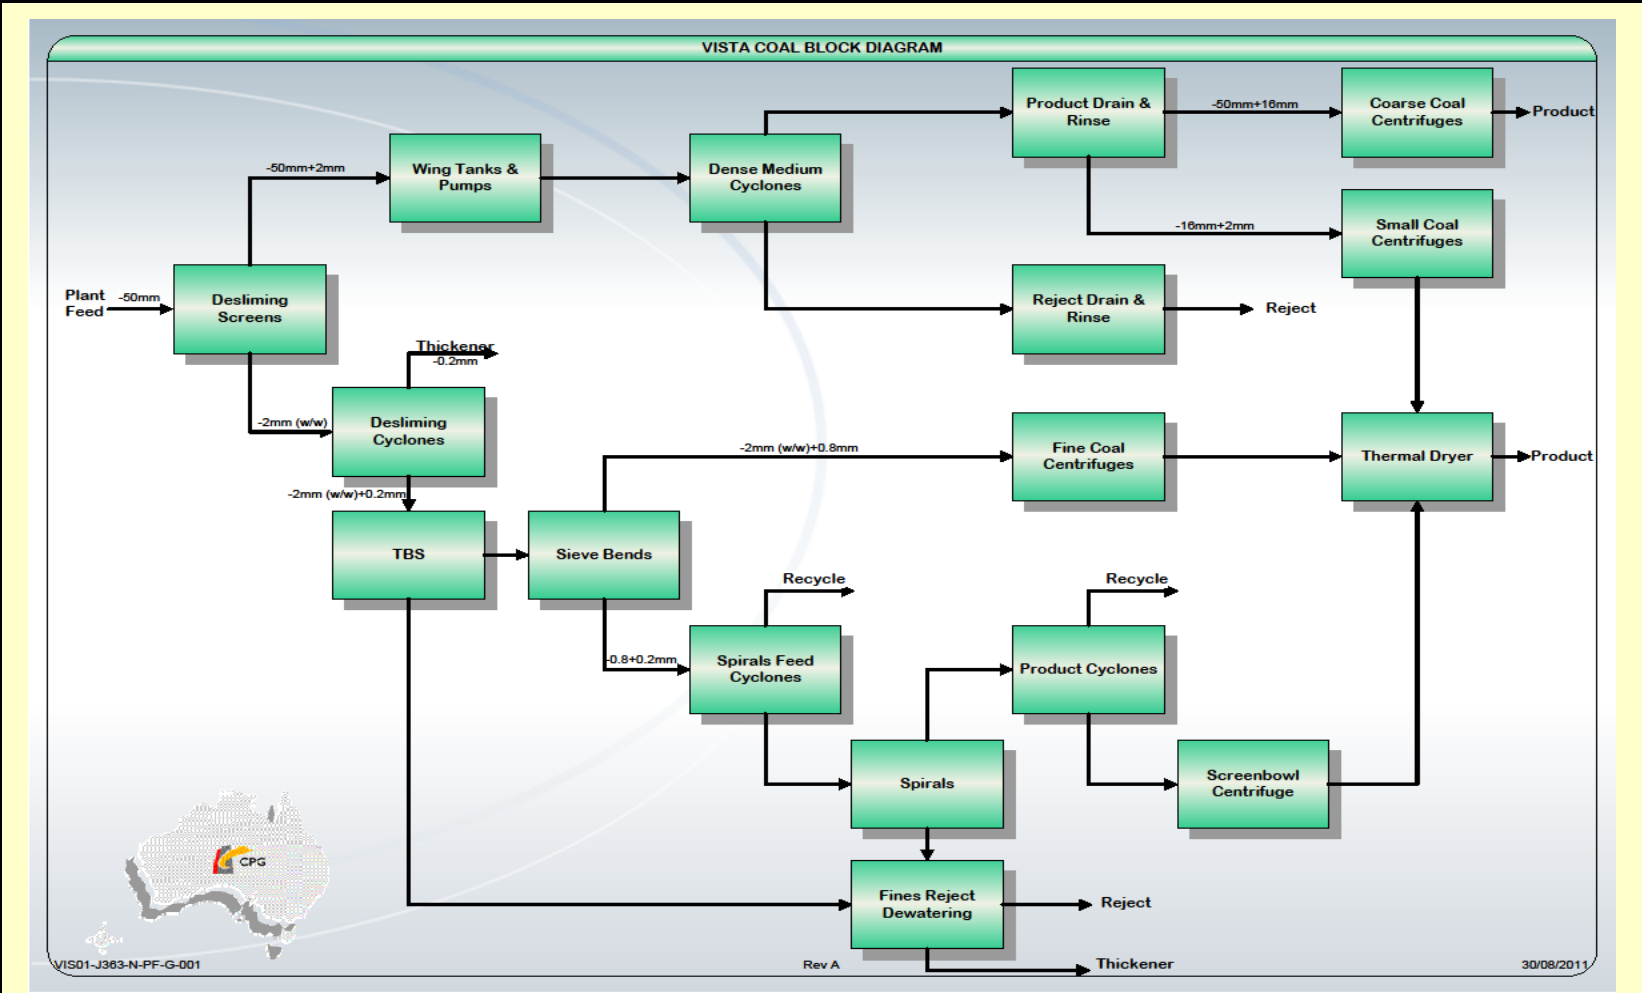 VISTA COAL BLOCK DIAGRAM
Product Drain &
Rinse
-50mm+16mm
Coarse Coal
Centrifuges
Product
-50mm+2mm
Wing Tanks &
Pumps
Dense Medium
Cyclones
-16mm+2mm
Small Coal
Centrifuges
Plant
Feed
-50mm
Desliming
Screens
Reject Drain &
Rinse
Reject
Thickener
-0.2mm
-2mm (w/w)
Desliming
Cyclones
-2mm (w/w)+0.8mm
Fine Coal
Centrifuges
Thermal Dryer
Product
-2mm (w/w)+0.2mm
TBS
Sieve Bends
Recycle
Recycle
-0.8+0.2mm
Spirals Feed
Cyclones
Product Cyclones
Spirals
Screenbowl
Centrifuge
CPG
Fines Reject
Dewatering
Reject
Thickener
VIS01-J363-N-PF-G-001
Rev A
30/08/2011